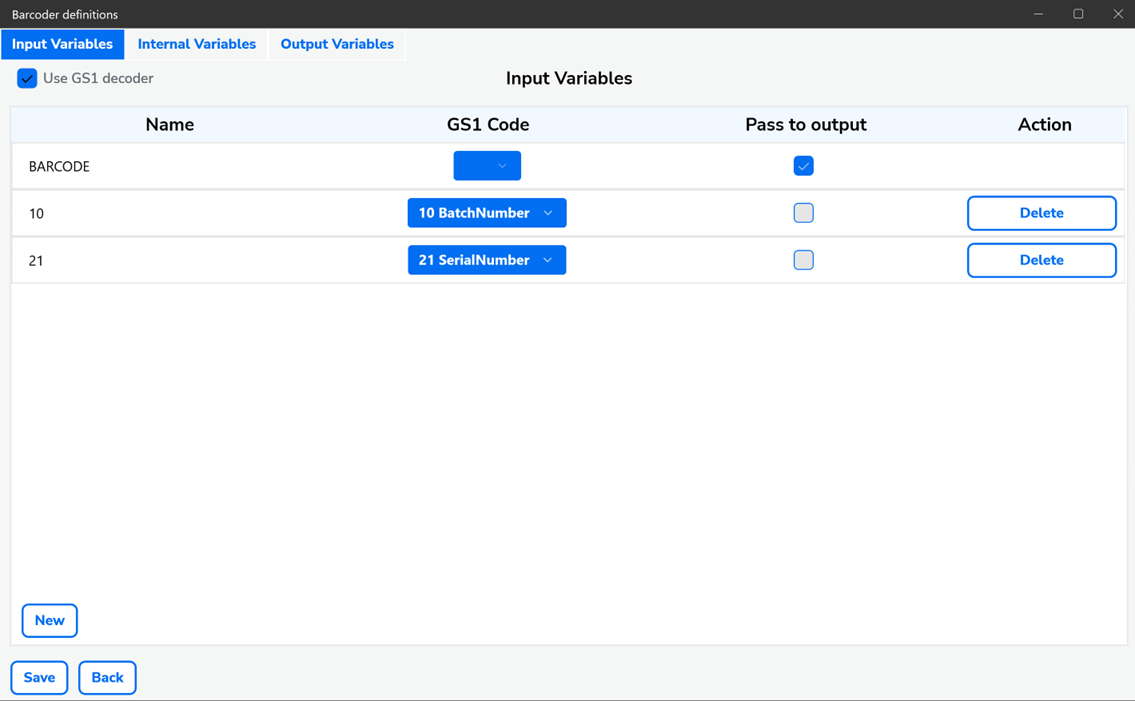 Barcoder definitions
Input Variables Internal Variables Output Variables
Use GS1 decoder Input Variables
Name GS1 Code Pass to output Action
BARCODE
10 10 BatchNumber Delete
21 21 SerialNumber Delete
New
Save Back